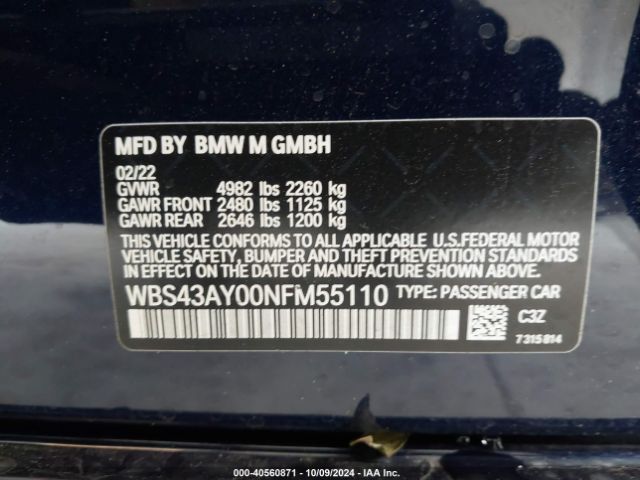 MFD BY BMW M GMBH
02/22
GVWR 4982 lbs 2260 kg
GAWR FRONT 2480 lbs 1125 kg
GAWR REAR 2646 lbs 1200 kg
THIS VEHICLE CONFORMS TO ALL APPLICABLE U.S.FEDERAL MOTOR
VEHICLE SAFETY, BUMPER AND THEFT PREVENTION STANDARDS
IN EFFECT ON THE DATE OF MANUFACTURE SHOWN ABOVE.
WBS43AY00NFM55110 TYPE: PASSENGER CAR
C3Z
7315814
000-40560871 | 10/09/2024 | IAA Inc.